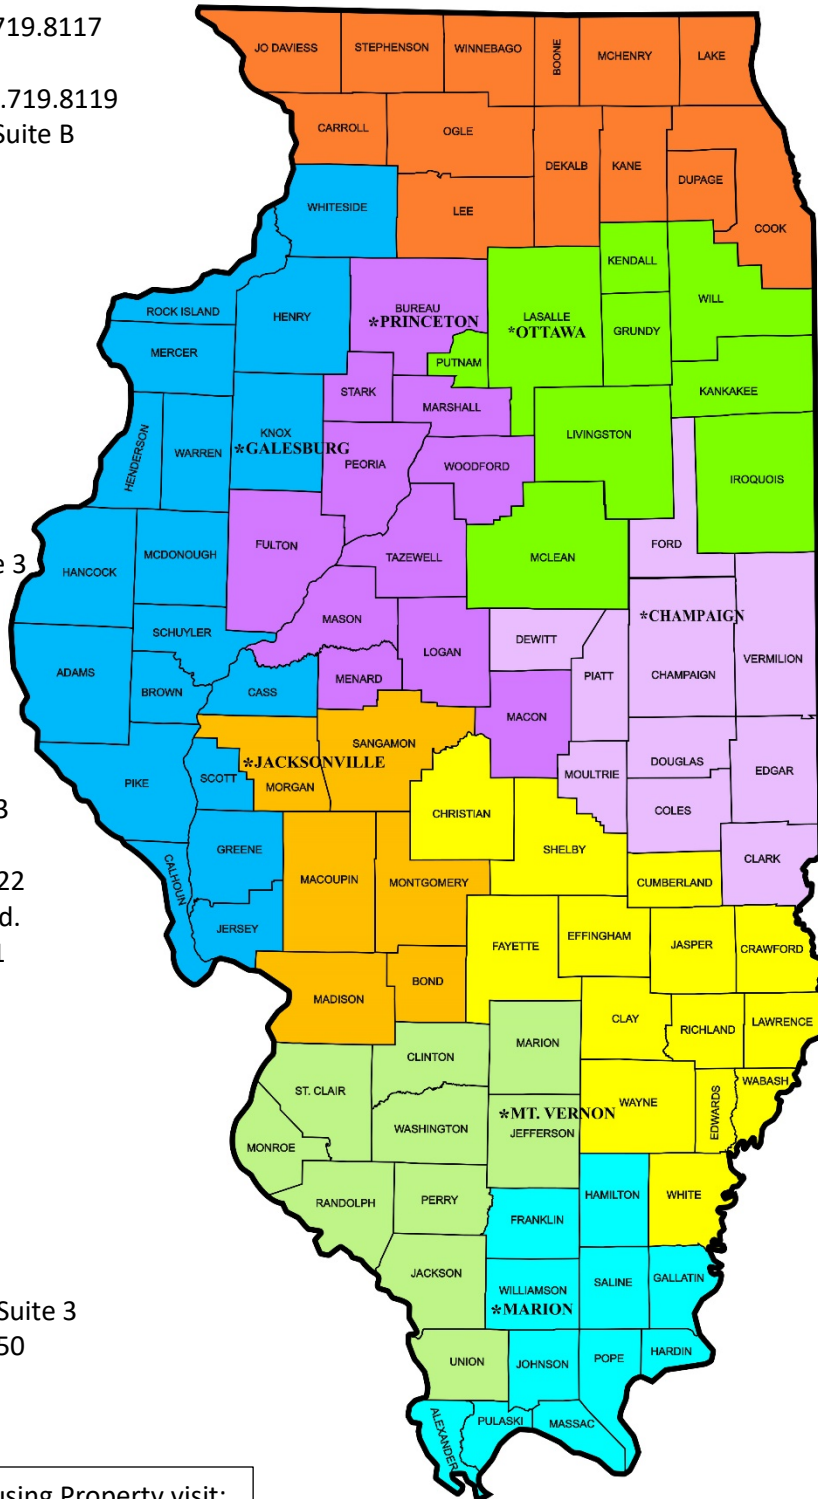 719.8117
.719.8119
Suite B
e 3
3
22
d.
1
Suite 3
50
using Property visit:
JO DAVIESS
STEPHENSON
WINNEBAGO
BOONE
MCHENRY
LAKE
CARROLL
OGLE
DEKALB
KANE
DUPAGE
COOK
WHITESIDE
LEE
KENDALL
WILL
ROCK ISLAND
HENRY
BUREAU
*PRINCETON
LASALLE
*OTTAWA
GRUNDY
MERCER
PUTNAM
KANKAKEE
STARK
MARSHALL
HENDERSON
WARREN
KNOX
*GALESBURG
PEORIA
WOODFORD
LIVINGSTON
IROQUOIS
HANCOCK
MCDONOUGH
FULTON
TAZEWELL
MCLEAN
FORD
SCHUYLER
MASON
LOGAN
DEWITT
*CHAMPAIGN
CHAMPAIGN
VERMILION
ADAMS
BROWN
CASS
MENARD
PIATT
MACON
PIKE
SCOTT
*JACKSONVILLE
MORGAN
SANGAMON
CHRISTIAN
MOULTRIE
DOUGLAS
EDGAR
COLES
CALHOUN
GREENE
MACOUPIN
MONTGOMERY
SHELBY
CUMBERLAND
CLARK
JERSEY
FAYETTE
EFFINGHAM
JASPER
CRAWFORD
MADISON
BOND
CLAY
RICHLAND
LAWRENCE
ST. CLAIR
CLINTON
MARION
WAYNE
EDWARDS
WABASH
MONROE
WASHINGTON
*MT. VERNON
JEFFERSON
RANDOLPH
PERRY
FRANKLIN
HAMILTON
WHITE
JACKSON
WILLIAMSON
*MARION
SALINE
GALLATIN
UNION
JOHNSON
POPE
HARDIN
ALEXANDER
PULASKI
MASSAC